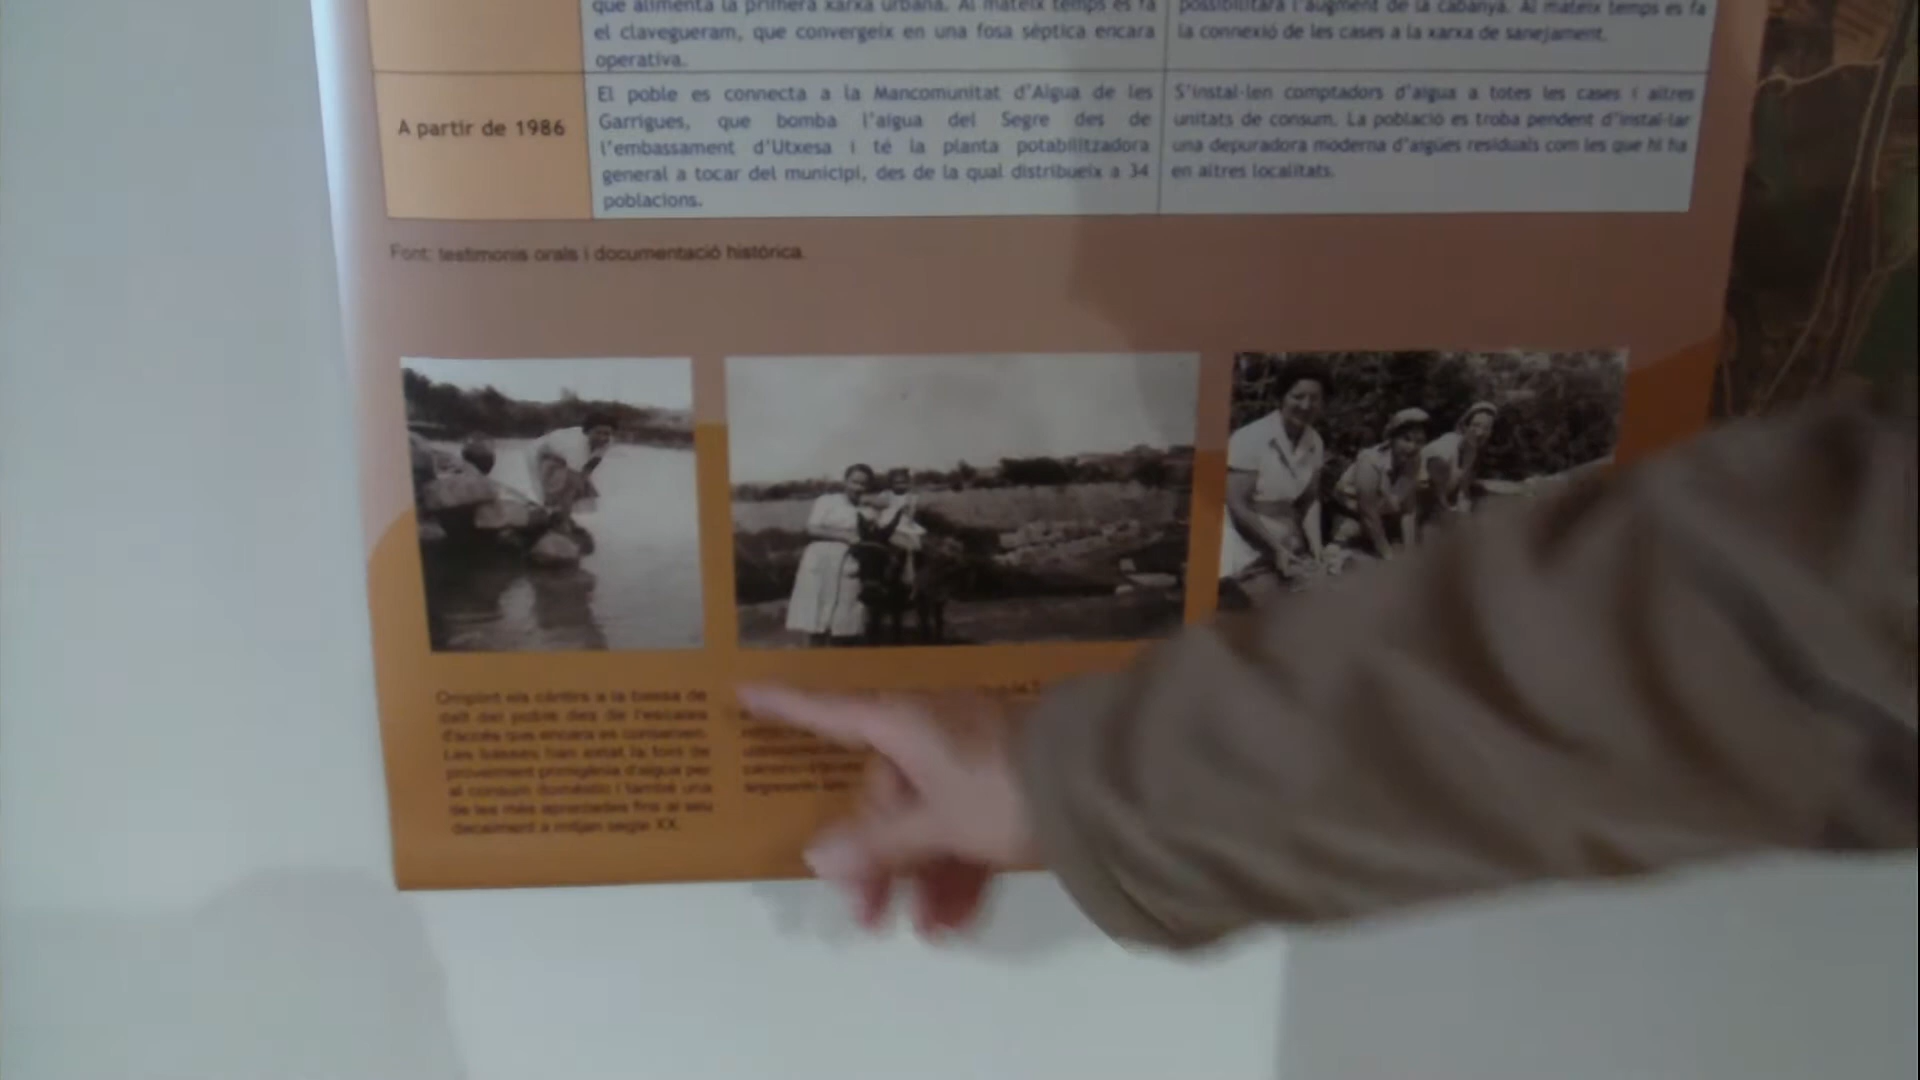 que alimenta la primera xarxa urbana. Al mateix temps es fa
el clavegueram, que convergeix en una fosa sèptica encara
operativa.
possibilitarà l'augment de la cabanya. Al mateix temps es fa
la connexió de les cases a la xarxa de sanejament.
A partir de 1986
El poble es connecta a la Mancomunitat d'Aigua de les
Garrigues, que bomba l'aigua del Segre des de
l'embassament d'Utxesa i té la planta potabilitzadora
general a tocar del municipi, des de la qual distribueix a 34
poblacions.
S'instal·len comptadors d'aigua a totes les cases i altres
unitats de consum. La població es troba pendent d'instal·lar
una depuradora moderna d'aigües residuals com les que hi ha
en altres localitats.
Font: testimonis orals i documentació històrica.
Omplint els càntirs a la bassa de
dalt del poble des de l'escales
d'accés que encara es conserven.
Les basses han estat la font de
proveïment primigènia d'aigua per
al consum domèstic i també una
de les més apreciades fins al seu
decaïment a mitjan segle XX.